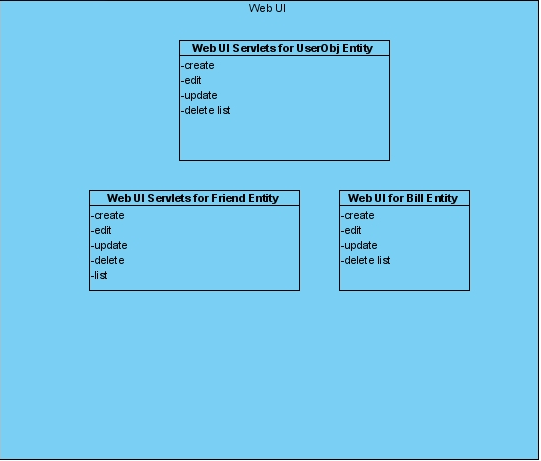 Web UI
Web UI Servlets for UserObj Entity
-create
-edit
-update
-delete list
Web UI Servlets for Friend Entity
-create
-edit
-update
-delete
-list
Web UI for Bill Entity
-create
-edit
-update
-delete list